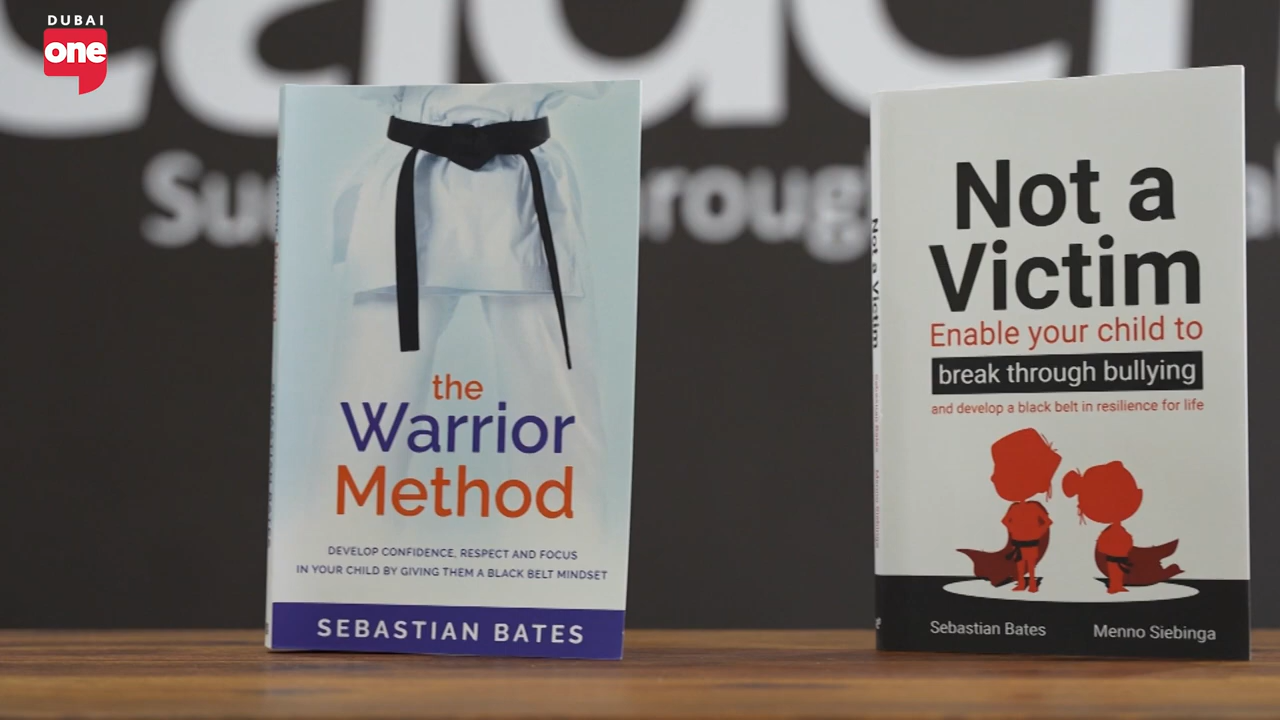 DUBAI
one
the
Warrior
Method
DEVELOP CONFIDENCE, RESPECT AND FOCUS
IN YOUR CHILD BY GIVING THEM A BLACK BELT MINDSET
SEBASTIAN BATES
Not a Victim
Not a
Victim
Enable your child to
break through bullying
and develop a black belt in resilience for life
Sebastian Bates
Menno Siebinga